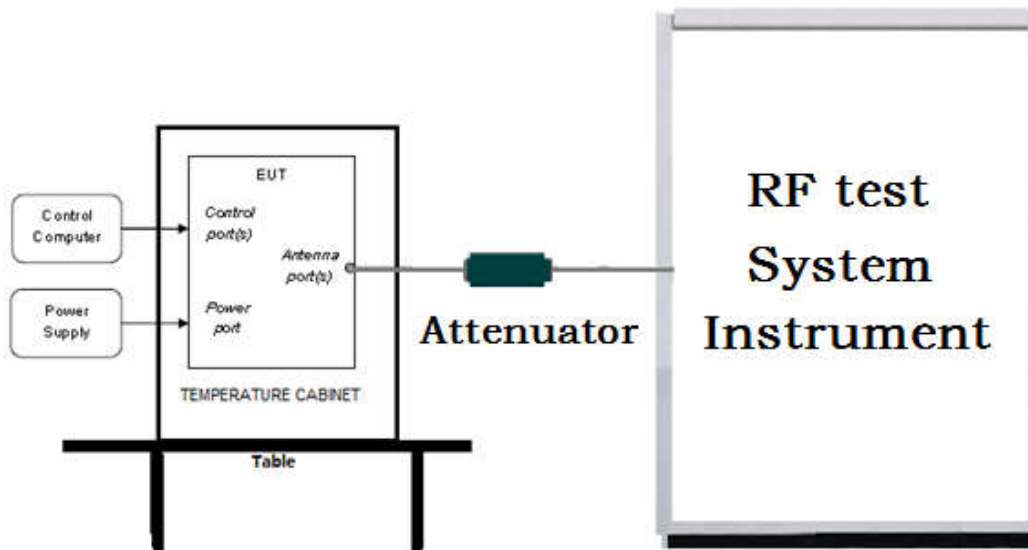 Control
Computer
Power
Supply
EUT
Control
port(s)
Antenna
port(s)
Power
port
TEMPERATURE CABINET
Table
Attenuator
RF test
System
Instrument